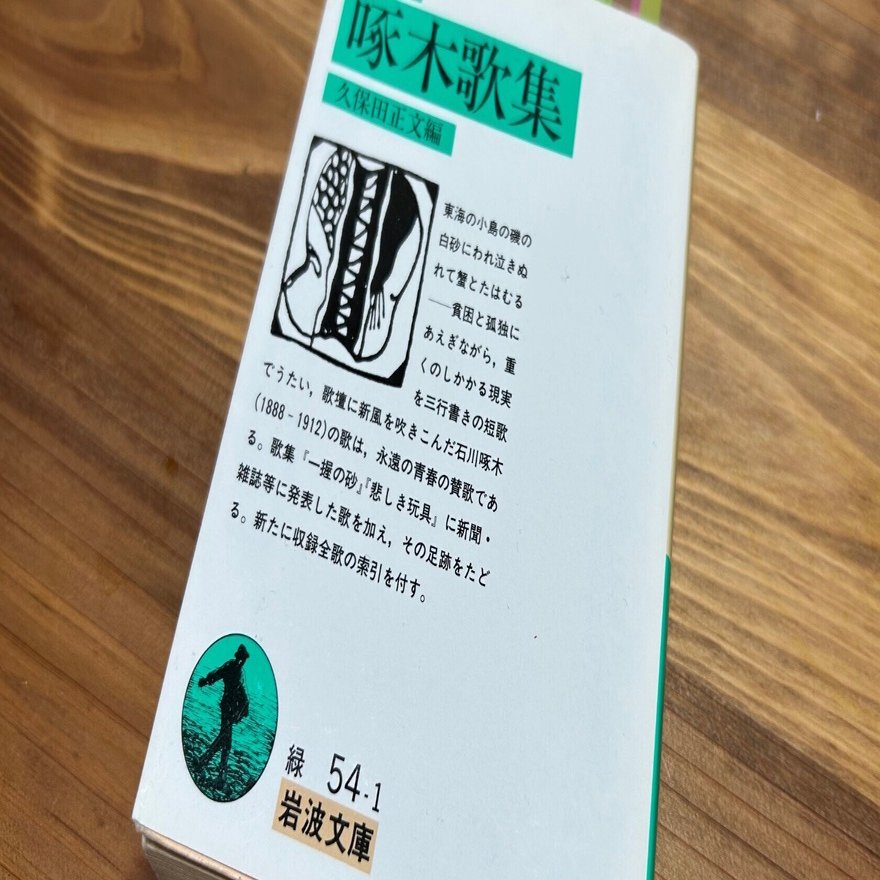 啄木歌集
久保田正文編
東海の小島の磯の
白砂にわれ泣きぬ
れて蟹とたはむる
――貧困と孤独に
あえぎながら，重
くのしかかる現実
を三行書きの短歌
でうたい，歌壇に新風を吹きこんだ石川啄木
(1888‐1912)の歌は，永遠の青春の賛歌であ
る。歌集『一握の砂』『悲しき玩具』に新聞・
雑誌等に発表した歌を加え，その足跡をたど
る。新たに収録全歌の索引を付す。
緑 54-1
岩波文庫